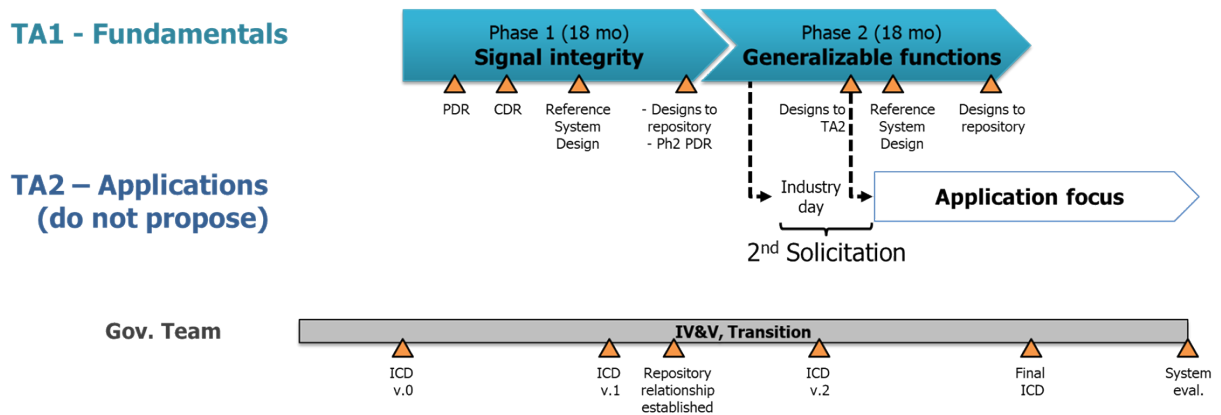 TA1 - Fundamentals
Phase 1 (18 mo)
Signal integrity
Phase 2 (18 mo)
Generalizable functions
PDR
CDR
Reference
System
Design
- Designs to
repository
- Ph2 PDR
Designs to
TA2
Reference
System
Design
Designs to
repository
TA2 – Applications
(do not propose)
Industry
day
Application focus
2nd Solicitation
Gov. Team
IV&V, Transition
ICD
v.0
ICD
v.1
Repository
relationship
established
ICD
v.2
Final
ICD
System
eval.